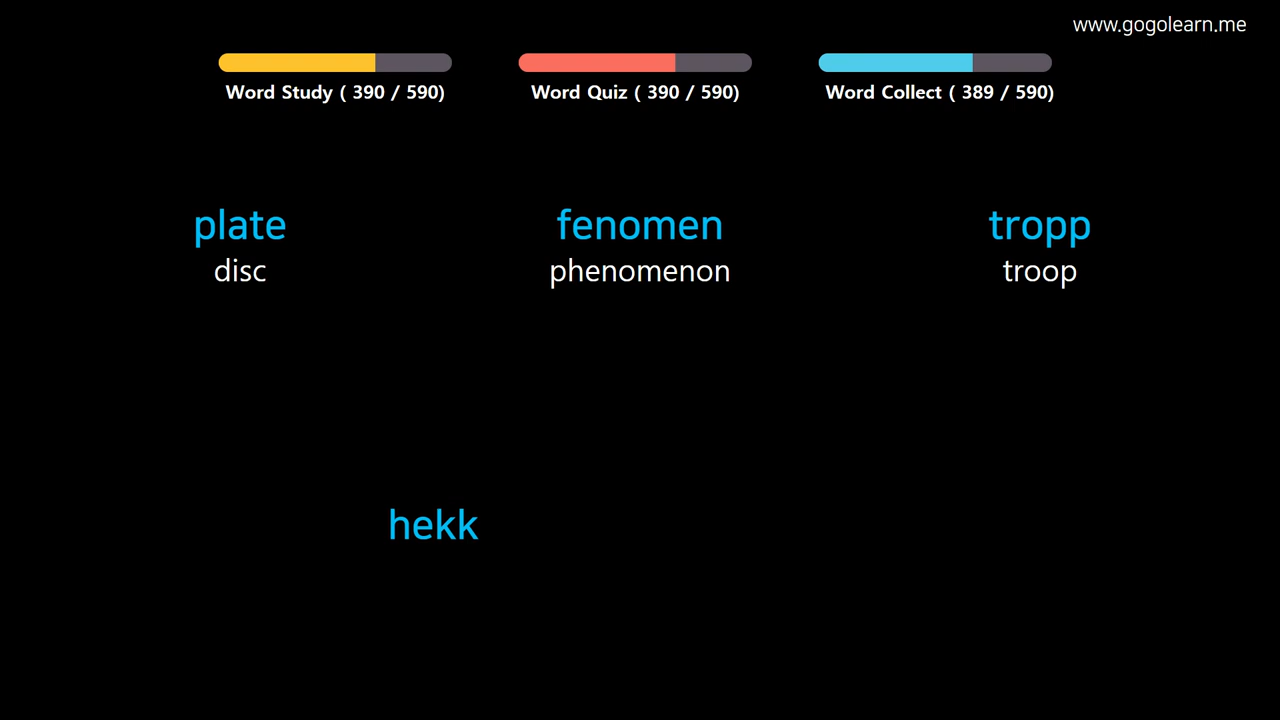 www.gogolearn.me
Word Study ( 390 / 590)
Word Quiz ( 390 / 590)
Word Collect ( 389 / 590)
plate
fenomen
tropp
disc
phenomenon
troop
hekk